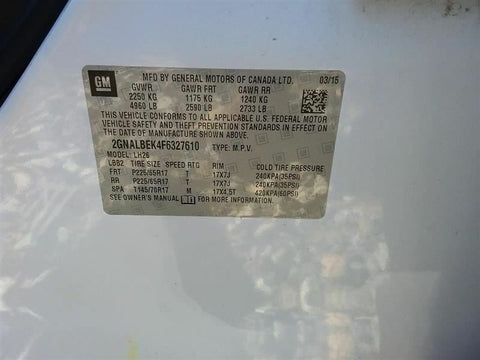 GM MFD BY GENERAL MOTORS OF CANADA LTD. 03/15
GVWR GAWR FRT GAWR RR
2250 KG 1175 KG 1240 KG
4960 LB 2590 LB 2733 LB
THIS VEHICLE CONFORMS TO ALL APPLICABLE U.S. FEDERAL MOTOR
VEHICLE SAFETY AND THEFT PREVENTION STANDARDS IN EFFECT ON
THE DATE OF MANUFACTURE SHOWN ABOVE.
2GNALBEK4F6327610 TYPE: M.P.V.
MODEL: LH26
LBB2 TIRE SIZE SPEED RTG RIM COLD TIRE PRESSURE
FRT P225/65R17 T 17X7J 240KPA(35PSI)
RR P225/65R17 T 17X7J 240KPA(35PSI)
SPA T145/70R17 M 17X4.5T 420KPA(60PSI)
SEE OWNER'S MANUAL FOR MORE INFORMATION.